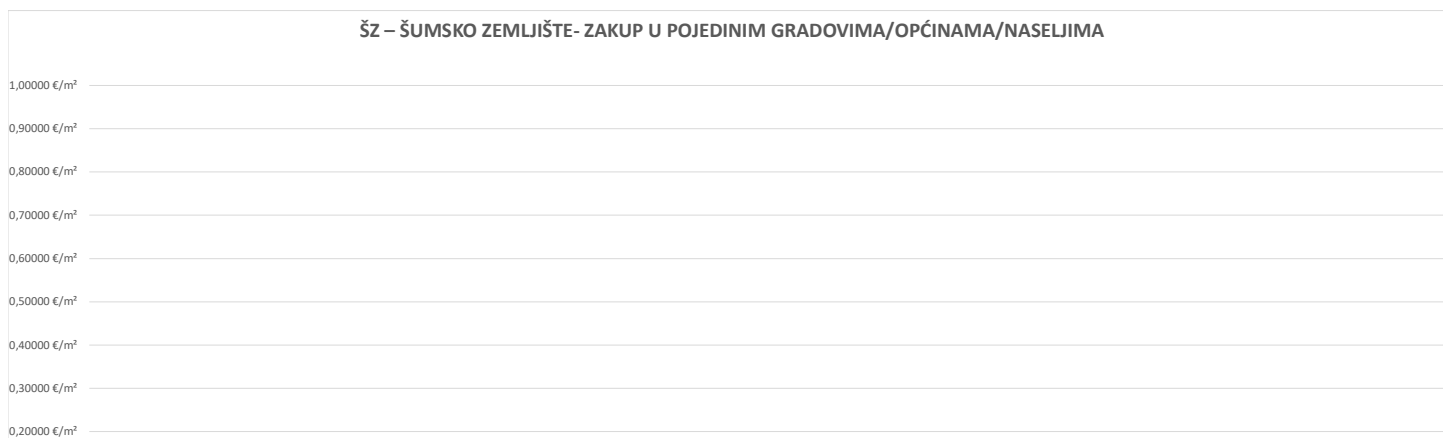 ŠZ – ŠUMSKO ZEMLJIŠTE- ZAKUP U POJEDINIM GRADOVIMA/OPĆINAMA/NASELJIMA
1,00000 €/m²
0,90000 €/m²
0,80000 €/m²
0,70000 €/m²
0,60000 €/m²
0,50000 €/m²
0,40000 €/m²
0,30000 €/m²
0,20000 €/m²